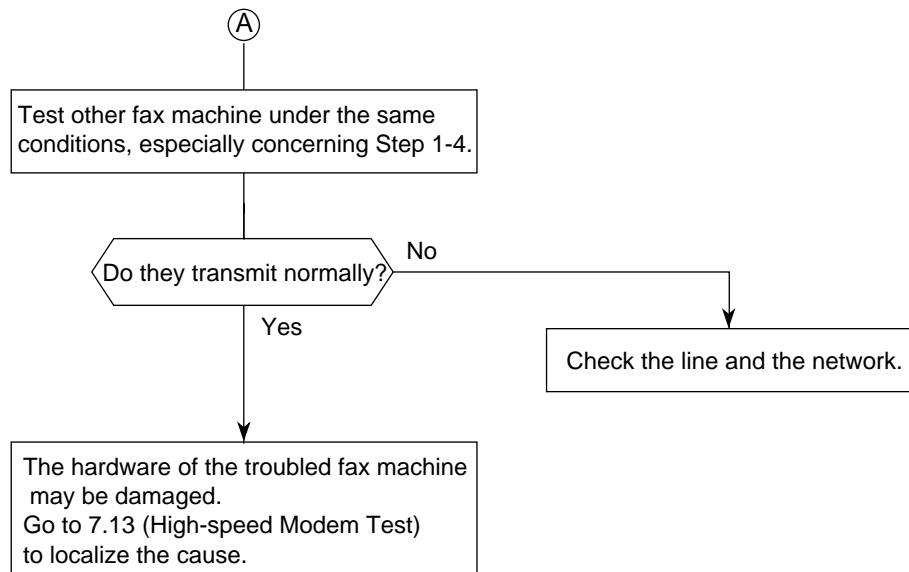 A
Test other fax machine under the same
conditions, especially concerning Step 1-4.
Do they transmit normally?
No
Yes
Check the line and the network.
The hardware of the troubled fax machine
may be damaged.
Go to 7.13 (High-speed Modem Test)
to localize the cause.